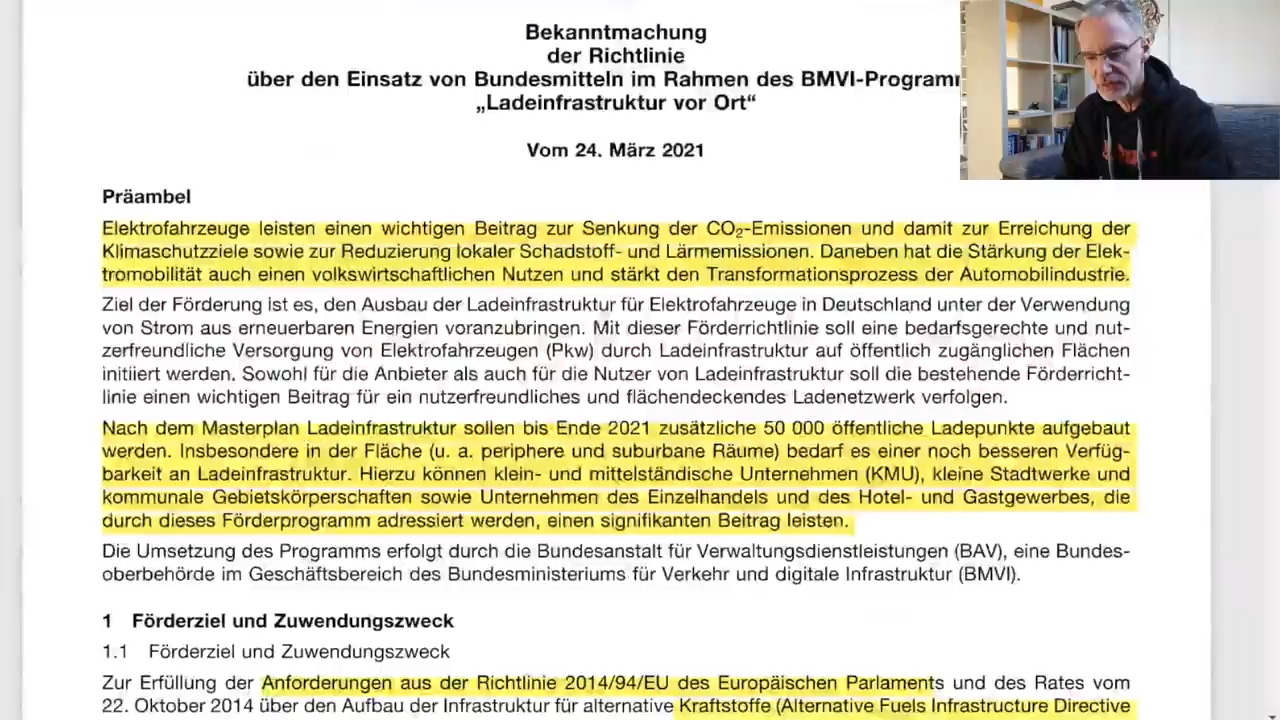 Bekanntmachung
der Richtlinie
über den Einsatz von Bundesmitteln im Rahmen des
„Ladeinfrastruktur vor Ort“
Vom 24. März 2021
Präambel
Elektrofahrzeuge leisten einen wichtigen Beitrag zur Senkung der CO₂-Emissionen und damit zur Erreichung der
Klimaschutzziele sowie zur Reduzierung lokaler Schadstoff- und Lärmemissionen. Daneben hat die Stärkung der Elek-
tromobilität auch einen volkswirtschaftlichen Nutzen und stärkt den Transformationsprozess der Automobilindustrie.
Ziel der Förderung ist es, den Ausbau der Ladeinfrastruktur für Elektrofahrzeuge in Deutschland unter der Verwendung
von Strom aus erneuerbaren Energien voranzubringen. Mit dieser Förderrichtlinie soll eine bedarfsgerechte und nut-
zerfreundliche Versorgung von Elektrofahrzeugen (Pkw) durch Ladeinfrastruktur auf öffentlich zugänglichen Flächen
initiiert werden. Sowohl für die Anbieter als auch für die Nutzer von Ladeinfrastruktur soll die bestehende Förderricht-
linie einen wichtigen Beitrag für ein nutzerfreundliches und flächendeckendes Ladenetzwerk verfolgen.
Nach dem Masterplan Ladeinfrastruktur sollen bis Ende 2021 zusätzliche 50 000 öffentliche Ladepunkte aufgebaut
werden. Insbesondere in der Fläche (u. a. periphere und suburbane Räume) bedarf es einer noch besseren Verfüg-
barkeit an Ladeinfrastruktur. Hierzu können klein- und mittelständische Unternehmen (KMU), kleine Stadtwerke und
kommunale Gebietskörperschaften sowie Unternehmen des Einzelhandels und des Hotel- und Gastgewerbes, die
durch dieses Förderprogramm adressiert werden, einen signifikanten Beitrag leisten.
Die Umsetzung des Programms erfolgt durch die Bundesanstalt für Verwaltungsdienstleistungen (BAV), eine Bundes-
oberbehörde im Geschäftsbereich des Bundesministeriums für Verkehr und digitale Infrastruktur (BMVI).
1 Förderziel und Zuwendungszweck
1.1 Förderziel und Zuwendungszweck
Zur Erfüllung der Anforderungen aus der Richtlinie 2014/94/EU des Europäischen Parlaments und des Rates vom
22. Oktober 2014 über den Aufbau der Infrastruktur für alternative Kraftstoffe (Alternative Fuels Infrastructure Directive